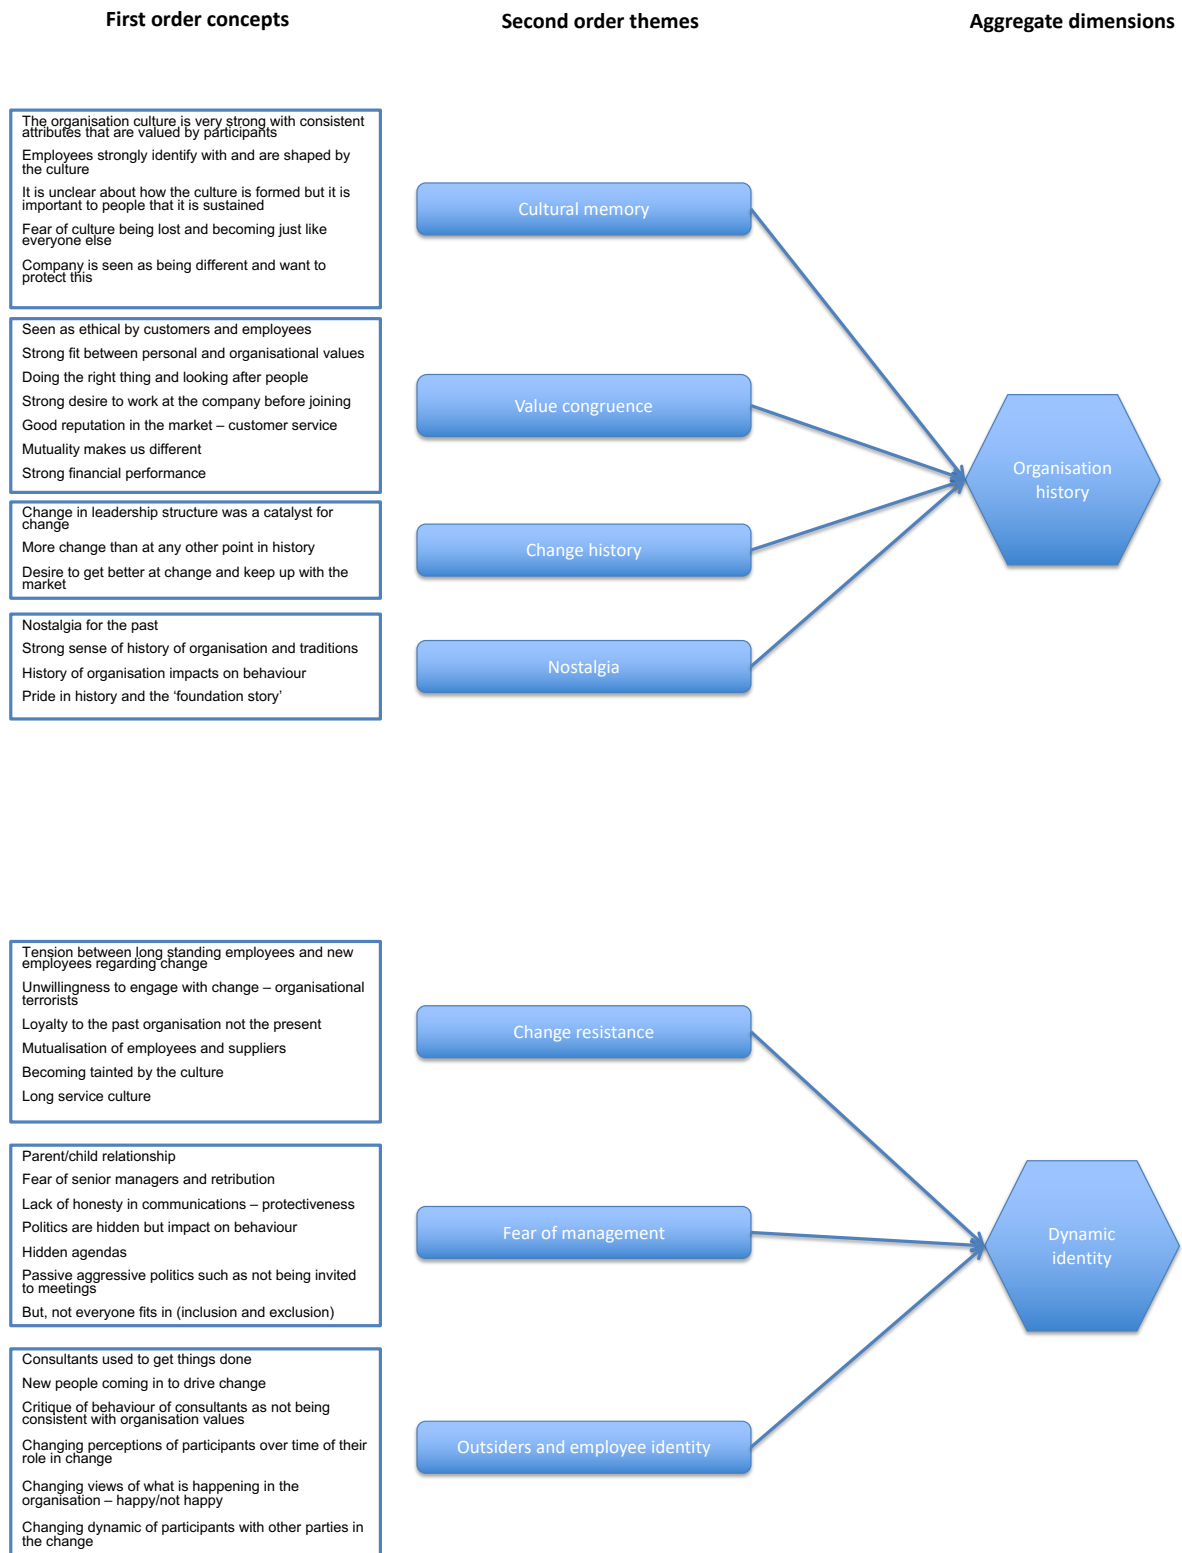 First order concepts
Second order themes
Aggregate dimensions
The organisation culture is very strong with consistent
attributes that are valued by participants
Employees strongly identify with and are shaped by
the culture
It is unclear about how the culture is formed but it is
important to people that it is sustained
Fear of culture being lost and becoming just like
everyone else
Company is seen as being different and want to
protect this
Cultural memory
Seen as ethical by customers and employees
Strong fit between personal and organisational values
Doing the right thing and looking after people
Strong desire to work at the company before joining
Good reputation in the market – customer service
Mutuality makes us different
Strong financial performance
Value congruence
Change in leadership structure was a catalyst for
change
More change than at any other point in history
Desire to get better at change and keep up with the
market
Change history
Nostalgia for the past
Strong sense of history of organisation and traditions
History of organisation impacts on behaviour
Pride in history and the ‘foundation story’
Nostalgia
Organisation
history
Tension between long standing employees and new
employees regarding change
Unwillingness to engage with change – organisational
terrorists
Loyalty to the past organisation not the present
Mutualisation of employees and suppliers
Becoming tainted by the culture
Long service culture
Change resistance
Parent/child relationship
Fear of senior managers and retribution
Lack of honesty in communications – protectiveness
Politics are hidden but impact on behaviour
Hidden agendas
Passive aggressive politics such as not being invited
to meetings
But, not everyone fits in (inclusion and exclusion)
Fear of management
Consultants used to get things done
New people coming in to drive change
Critique of behaviour of consultants as not being
consistent with organisation values
Changing perceptions of participants over time of their
role in change
Changing views of what is happening in the
organisation – happy/not happy
Changing dynamic of participants with other parties in
the change
Outsiders and employee identity
Dynamic
identity